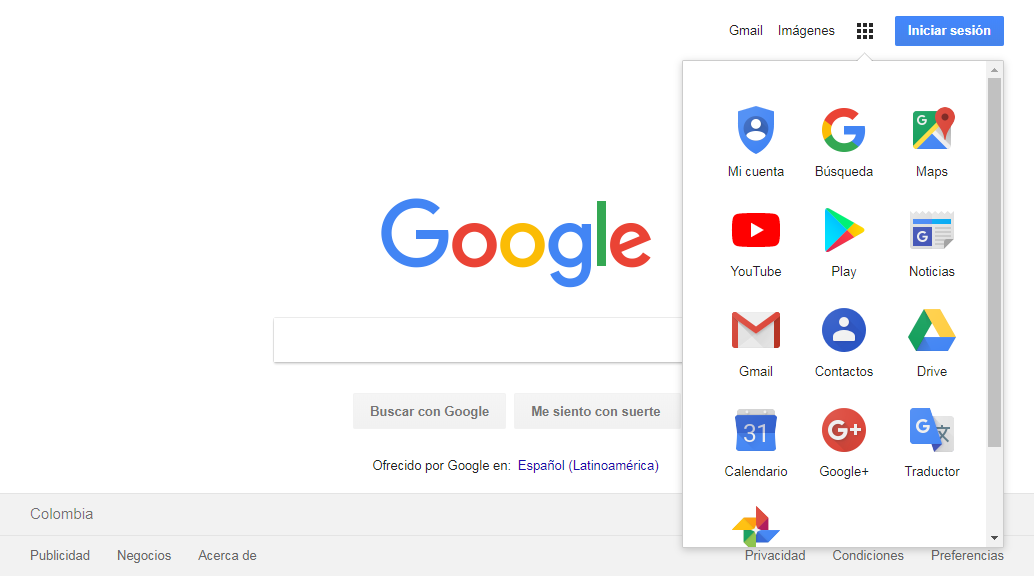 Gmail Imágenes Iniciar sesión
Google
Mi cuenta Búsqueda Maps
YouTube Play Noticias
Gmail Contactos Drive
31 G+
Calendario Google+ Traductor
Buscar con Google Me siento con suerte
Ofrecido por Google en: Español (Latinoamérica)
Colombia
Publicidad Negocios Acerca de Privacidad Condiciones Preferencias